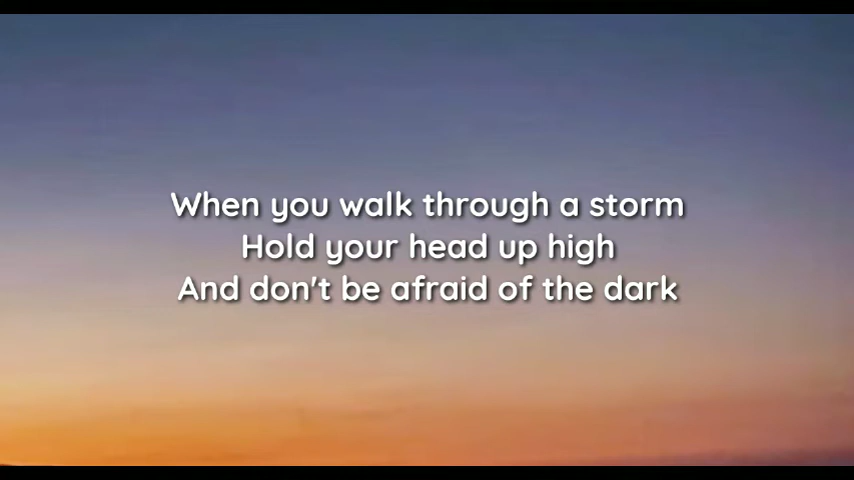 When you walk through a storm
Hold your head up high
And don't be afraid of the dark